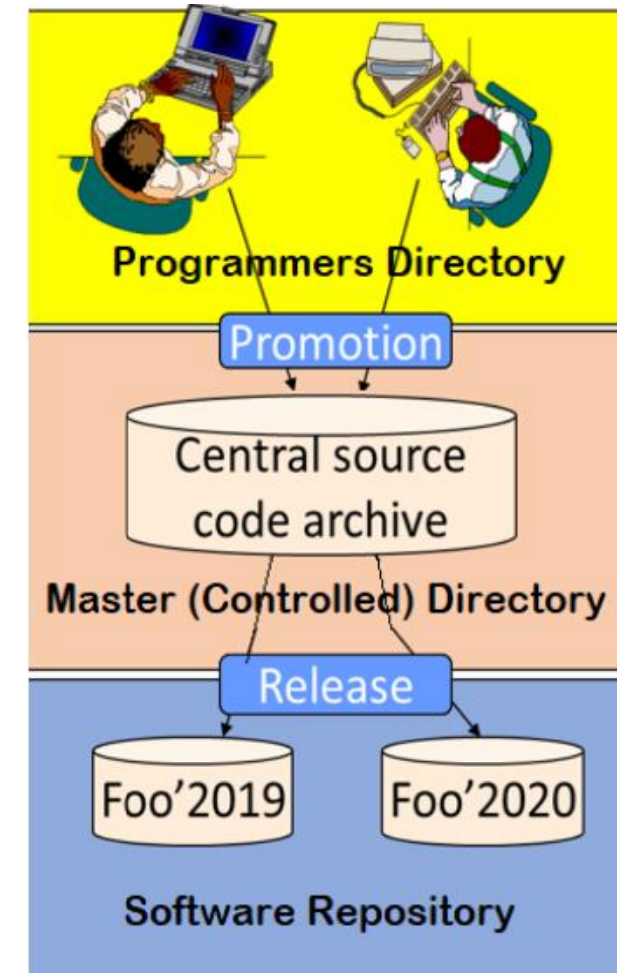 Programmers Directory
Promotion
Central source
code archive
Master (Controlled) Directory
Release
Foo’2019
Foo’2020
Software Repository